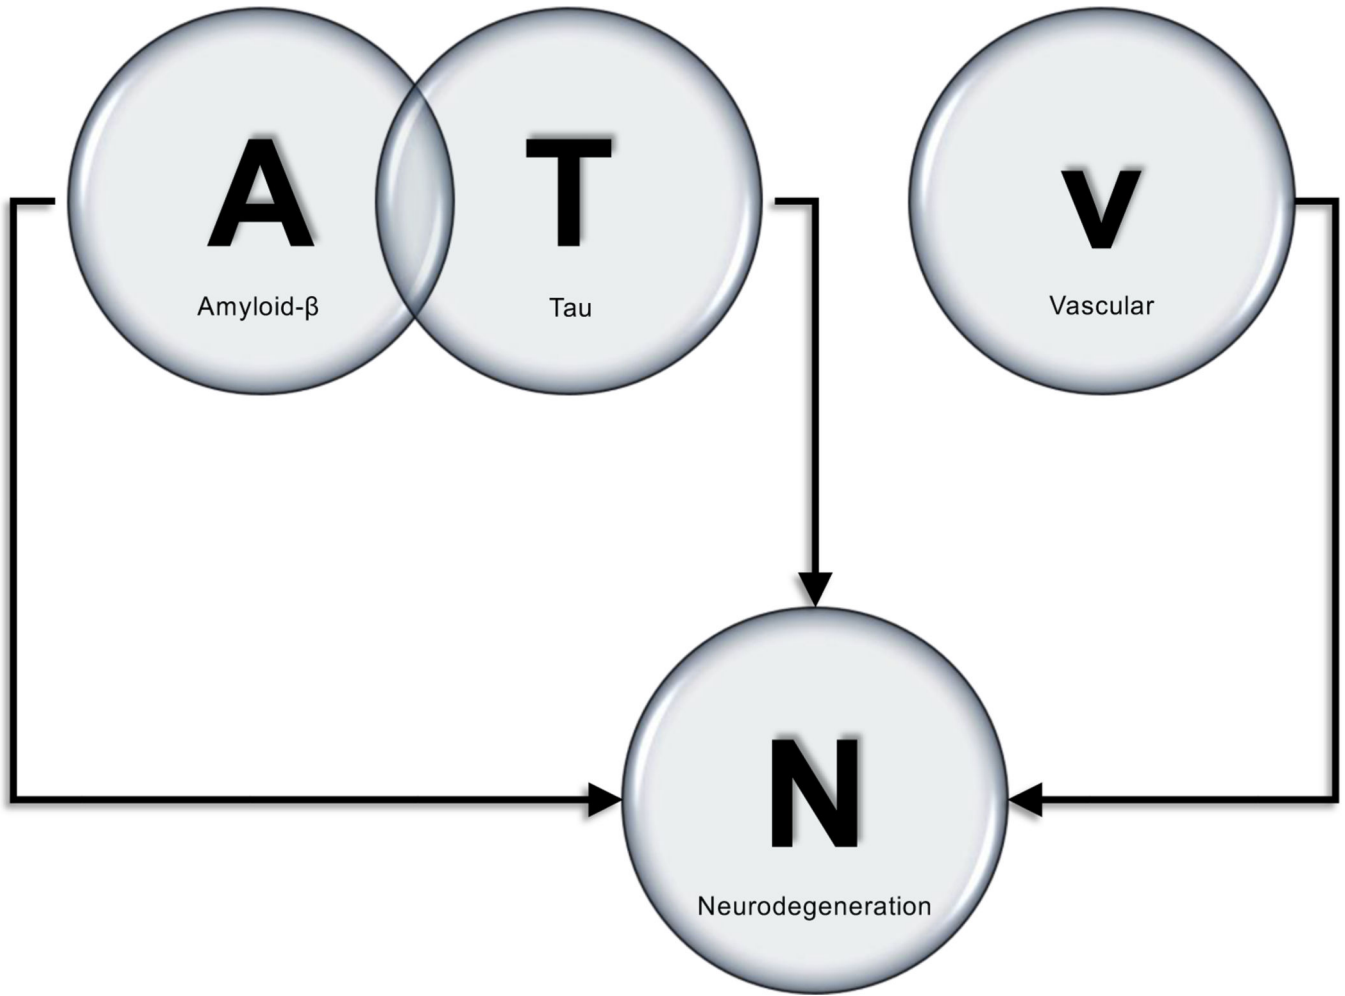 A
Amyloid-β
T
Tau
v
Vascular
N
Neurodegeneration